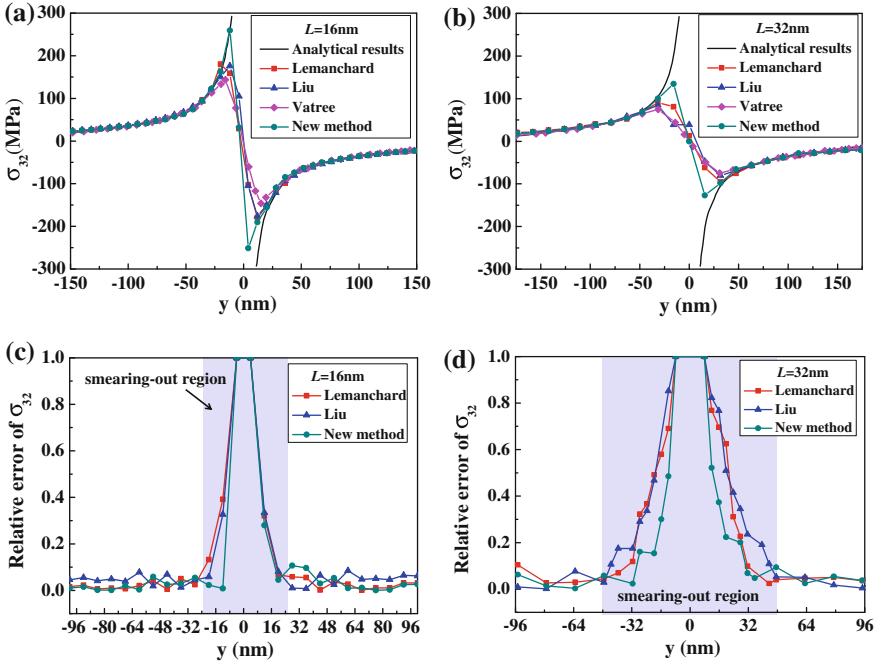 (a)
300
200
100
0
-100
-200
-300
σ32 (MPa)
L=16nm
Analytical results
Lemanchard
Liu
Vatree
New method
-150 -100 -50 0 50 100 150
y (nm)
(b)
300
200
100
0
-100
-200
-300
σ32 (MPa)
L=32nm
Analytical results
Lemanchard
Liu
Vatree
New method
-150 -100 -50 0 50 100 150
y (nm)
(c)
1.0
0.8
0.6
0.4
0.2
0.0
Relative error of σ32
smearing-out region
L=16nm
Lemanchard
Liu
New method
-96 -80 -64 -48 -32 -16 0 16 32 48 64 80 96
y (nm)
(d)
1.0
0.8
0.6
0.4
0.2
0.0
Relative error of σ32
L=32nm
Lemanchard
Liu
New method
smearing-out region
-96 -64 -32 0 32 64 96
y (nm)